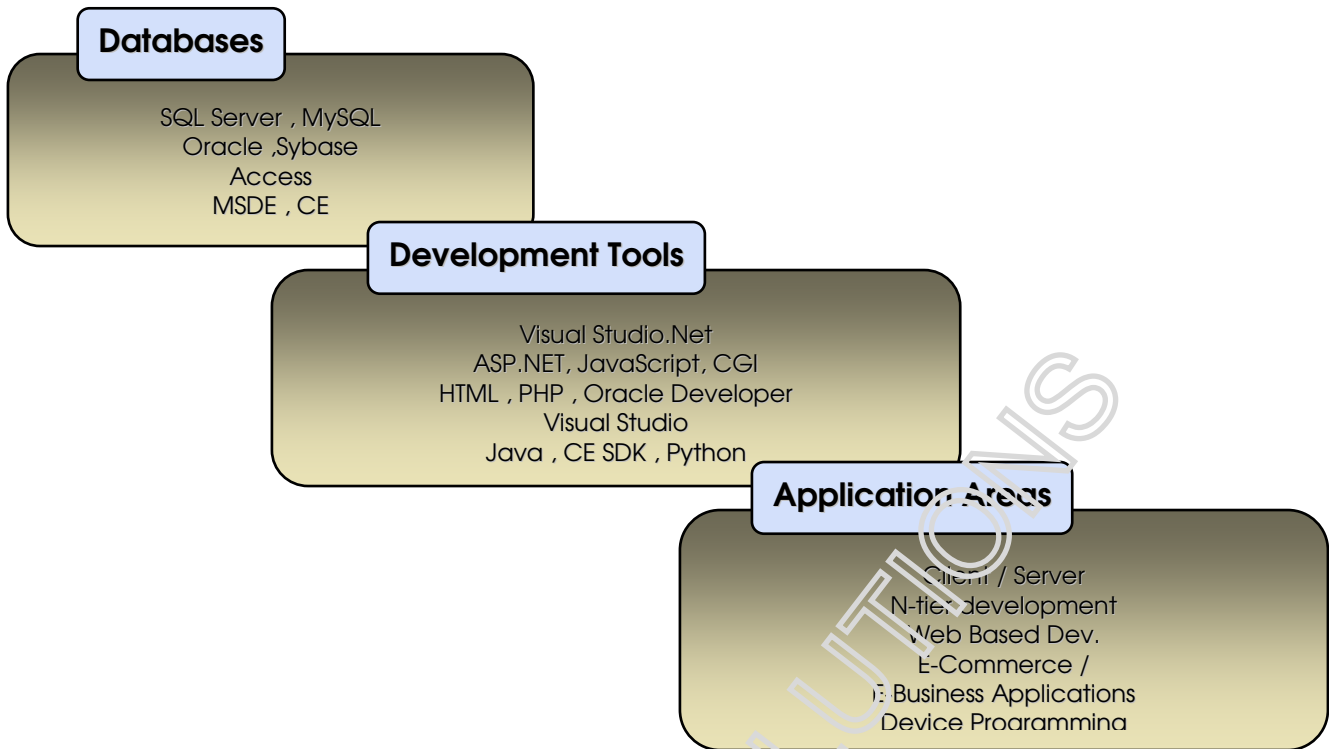 Databases
SQL Server , MySQL
Oracle ,Sybase
Access
MSDE , CE
Development Tools
Visual Studio.Net
ASP.NET, JavaScript, CGI
HTML , PHP , Oracle Developer
Visual Studio
Java , CE SDK , Python
Application Areas
Client / Server
N-tier development
Web Based Dev.
E-Commerce /
E-Business Applications
Device Programming
UTIONS